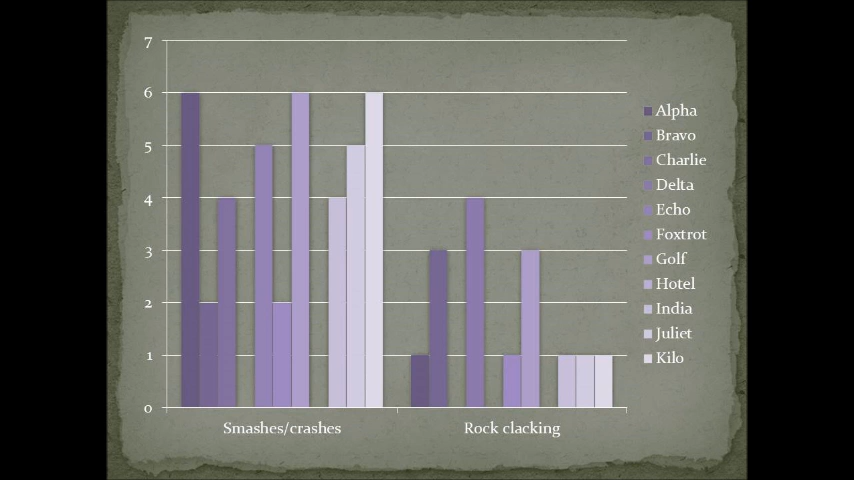 7
6
5
4
3
2
1
0
Smashes/crashes
Rock clacking
Alpha
Bravo
Charlie
Delta
Echo
Foxtrot
Golf
Hotel
India
Juliet
Kilo